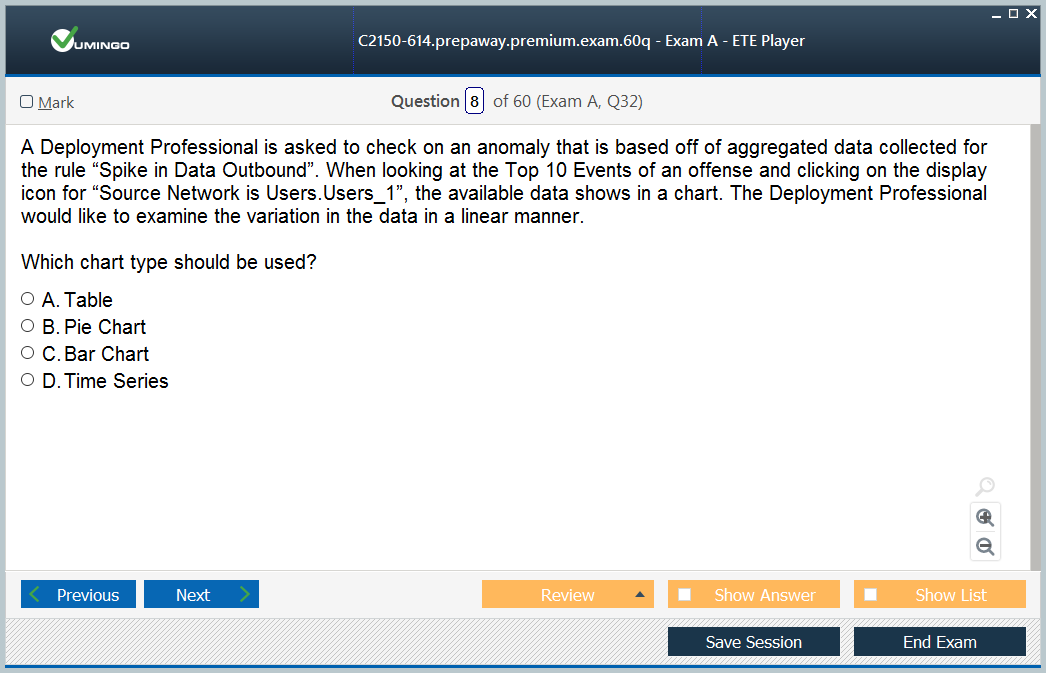 VUMINGO
C2150-614.prepaway.premium.exam.60q - Exam A - ETE Player
Mark
Question 8 of 60 (Exam A, Q32)
A Deployment Professional is asked to check on an anomaly that is based off of aggregated data collected for
the rule “Spike in Data Outbound”. When looking at the Top 10 Events of an offense and clicking on the display
icon for “Source Network is Users.Users_1”, the available data shows in a chart. The Deployment Professional
would like to examine the variation in the data in a linear manner.
Which chart type should be used?
A. Table
B. Pie Chart
C. Bar Chart
D. Time Series
Previous
Next
Review
Show Answer
Show List
Save Session
End Exam